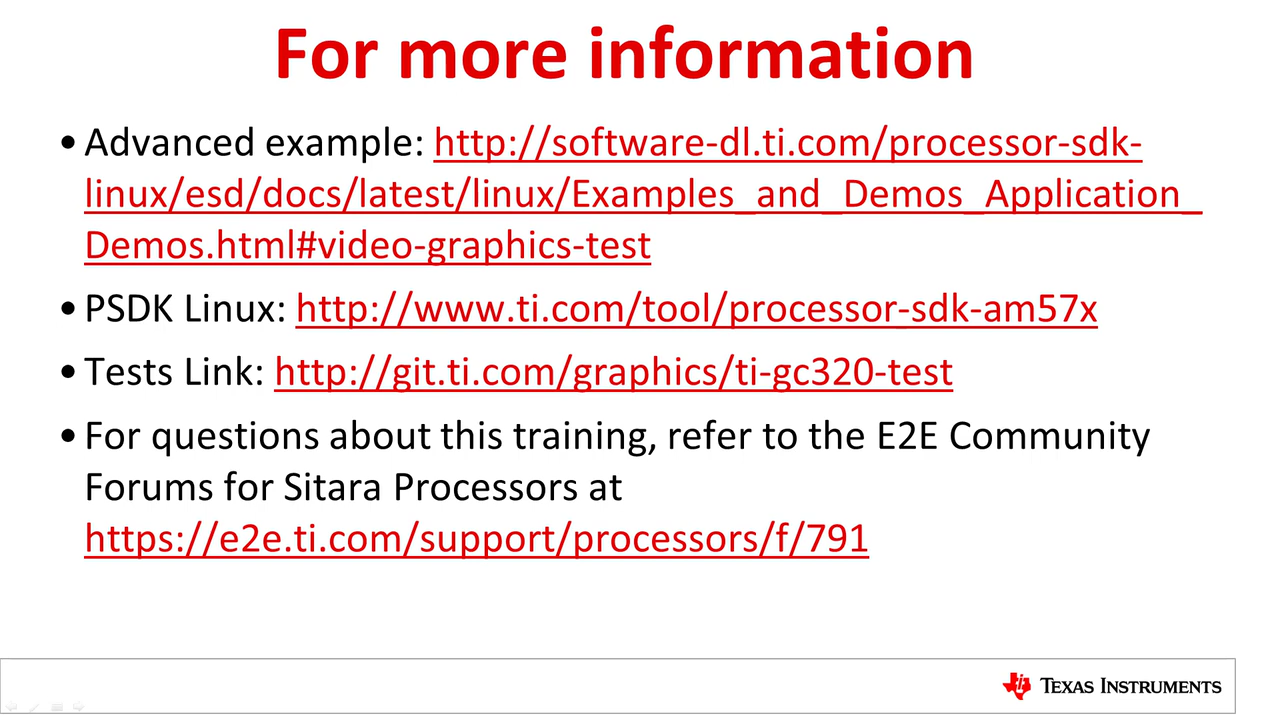 For more information
• Advanced example: http://software-dl.ti.com/processor-sdk-
linux/esd/docs/latest/linux/Examples_and_Demos_Application_
Demos.html#video-graphics-test
• PSDK Linux: http://www.ti.com/tool/processor-sdk-am57x
• Tests Link: http://git.ti.com/graphics/ti-gc320-test
• For questions about this training, refer to the E2E Community
Forums for Sitara Processors at
https://e2e.ti.com/support/processors/f/791
TEXAS INSTRUMENTS